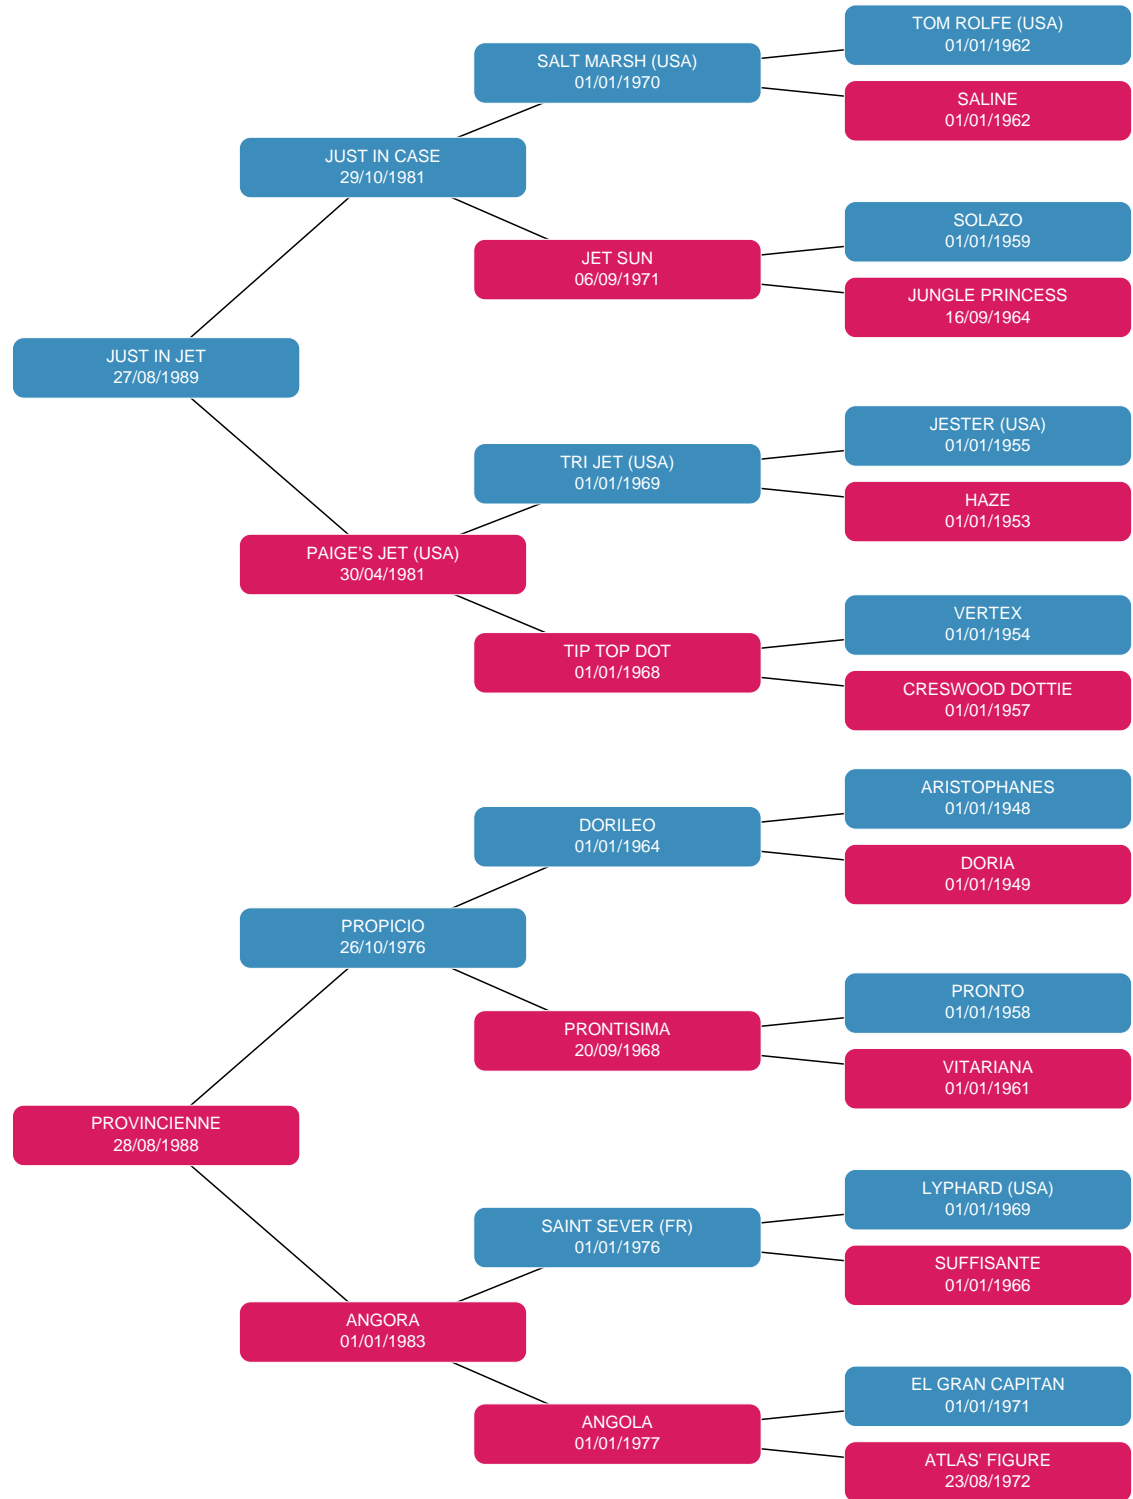 TOM ROLFE (USA)
01/01/1962
SALT MARSH (USA)
01/01/1970
SALINE
01/01/1962
JUST IN CASE
29/10/1981
SOLAZO
01/01/1959
JET SUN
06/09/1971
JUNGLE PRINCESS
16/09/1964
JUST IN JET
27/08/1989
JESTER (USA)
01/01/1955
TRI JET (USA)
01/01/1969
HAZE
01/01/1953
PAIGE'S JET (USA)
30/04/1981
VERTEX
01/01/1954
TIP TOP DOT
01/01/1968
CRESWOOD DOTTIE
01/01/1957
ARISTOPHANES
01/01/1948
DORILEO
01/01/1964
DORIA
01/01/1949
PROPICIO
26/10/1976
PRONTO
01/01/1958
PRONTISIMA
20/09/1968
VITARIANA
01/01/1961
PROVINCIENNE
28/08/1988
LYPHARD (USA)
01/01/1969
SAINT SEVER (FR)
01/01/1976
SUFFISANTE
01/01/1966
ANGORA
01/01/1983
EL GRAN CAPITAN
01/01/1971
ANGOLA
01/01/1977
ATLAS' FIGURE
23/08/1972